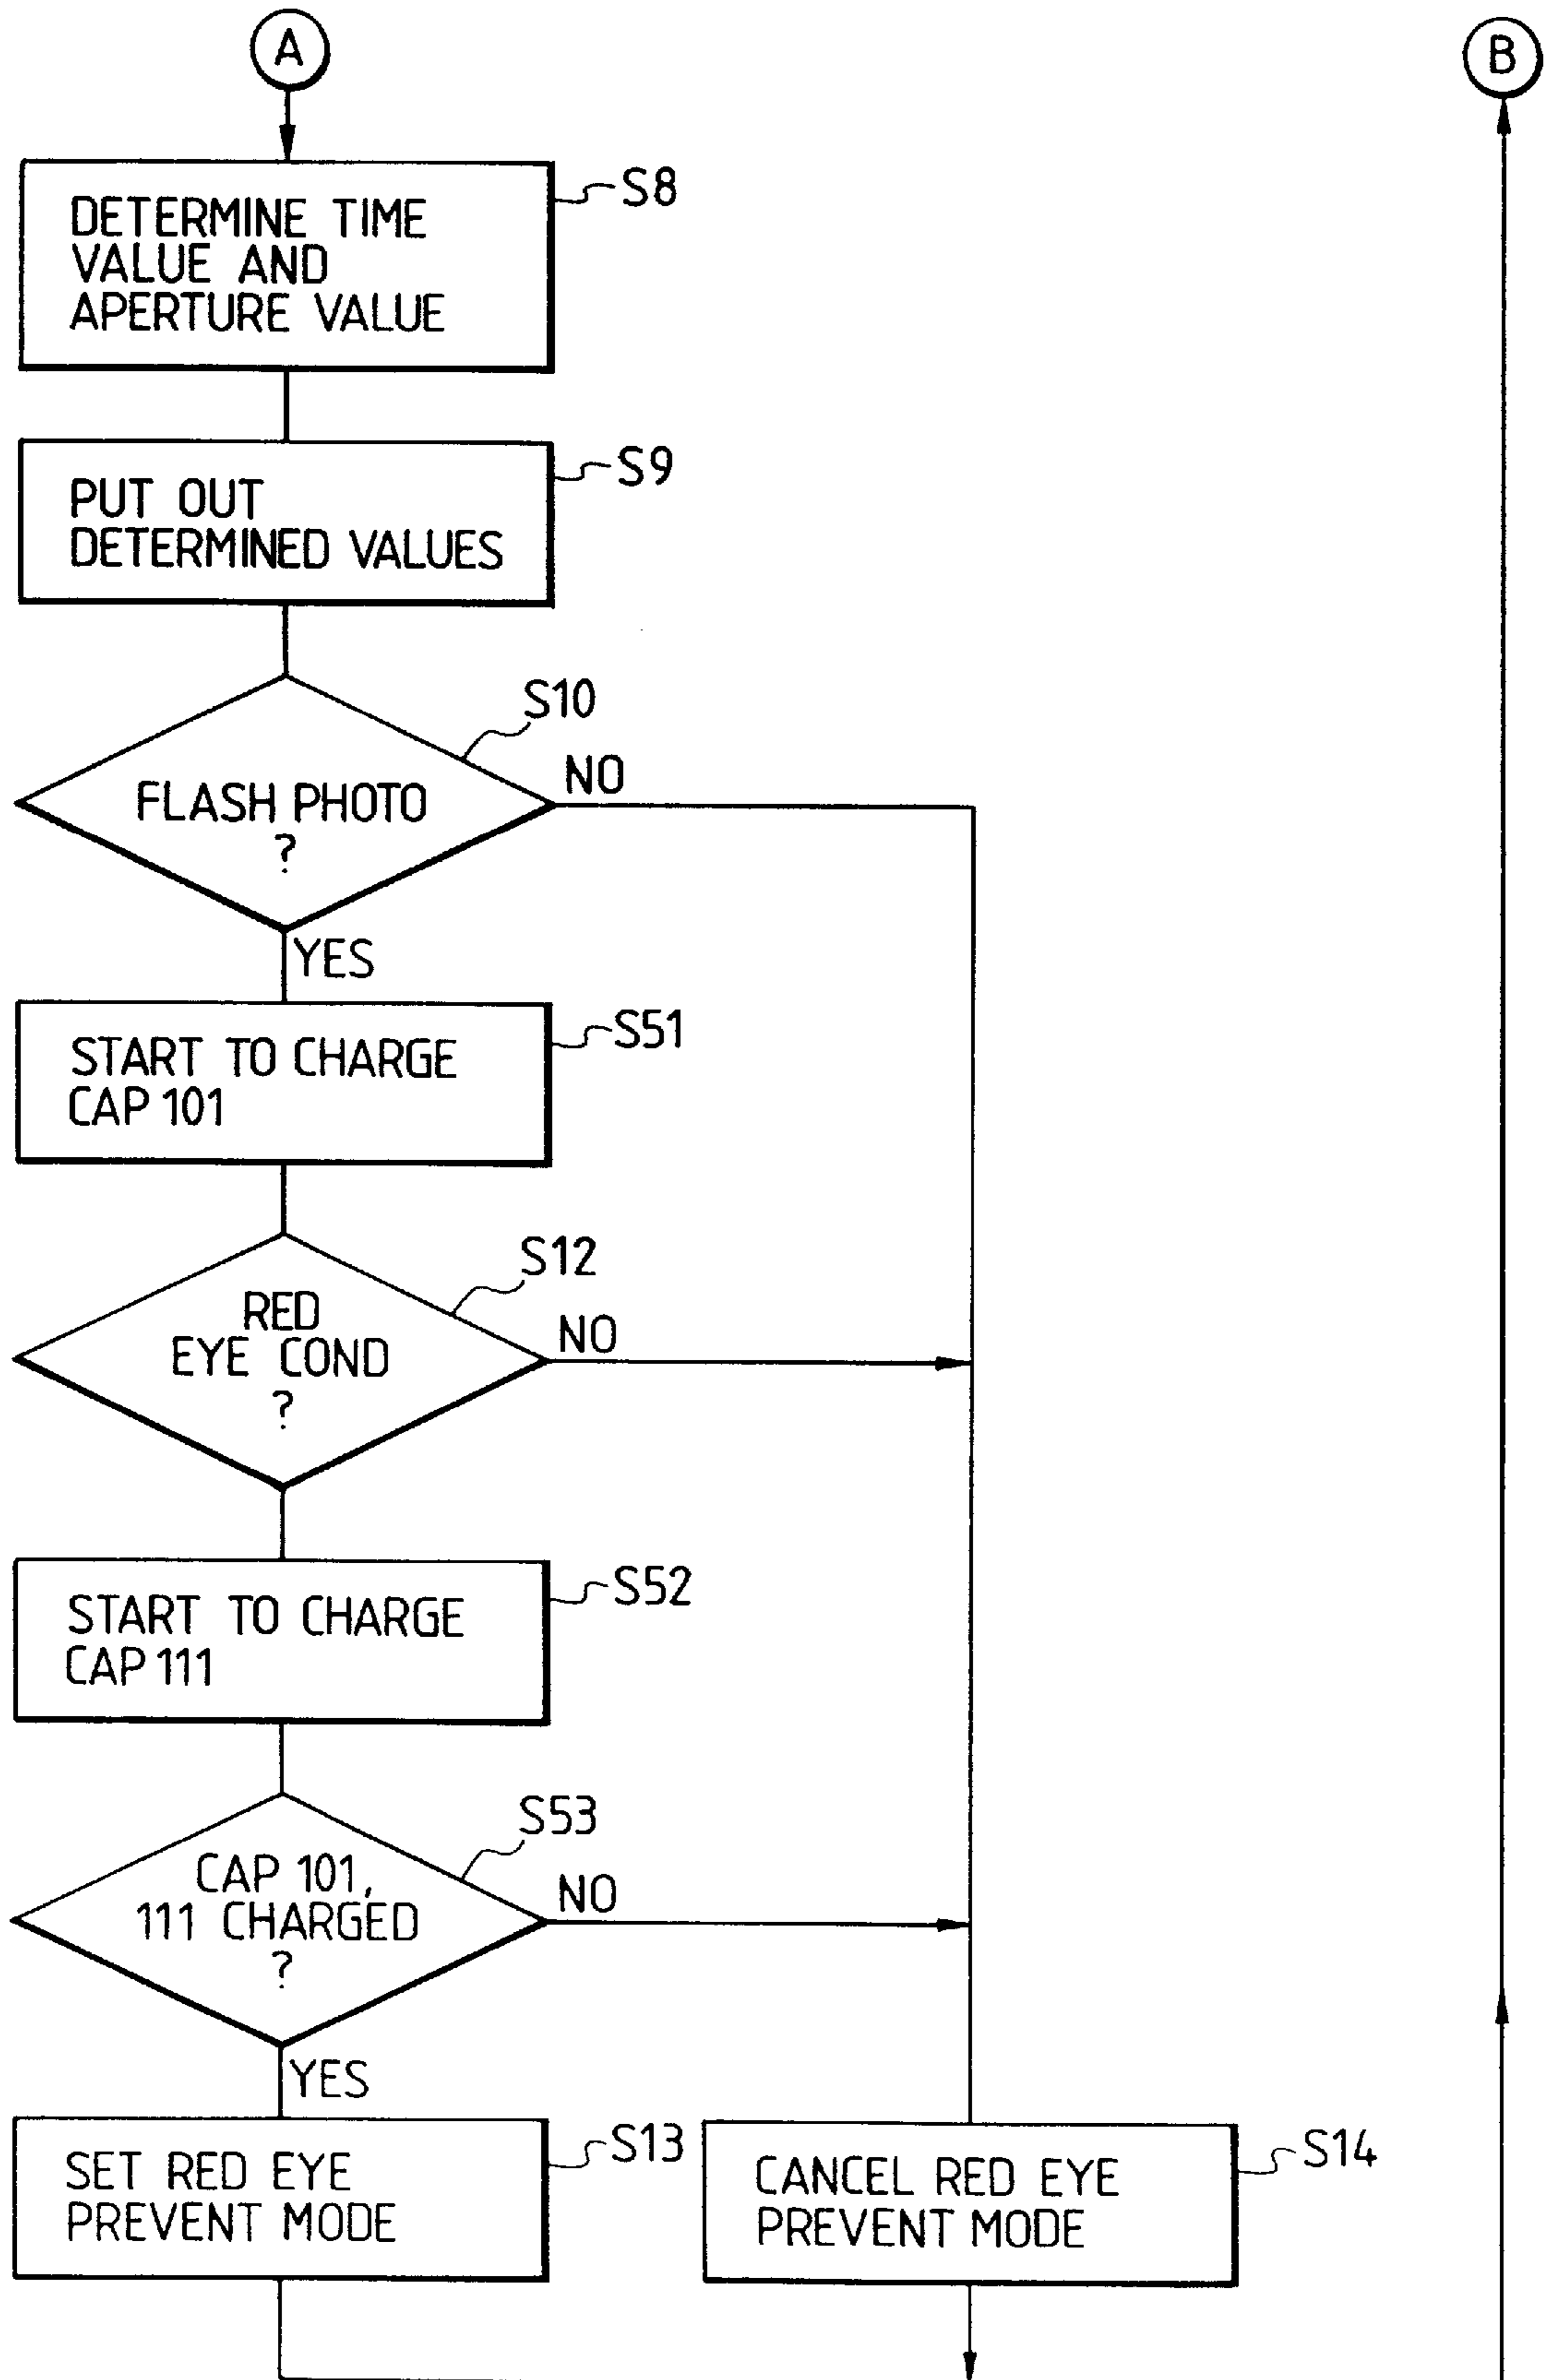 A
B
S8
DETERMINE TIME
VALUE AND
APERTURE VALUE
S9
PUT OUT
DETERMINED VALUES
S10
NO
FLASH PHOTO
?
YES
S51
START TO CHARGE
CAP 101
S12
NO
RED
EYE COND
?
S52
START TO CHARGE
CAP 111
S53
NO
CAP 101,
111 CHARGED
?
YES
S13
SET RED EYE
PREVENT MODE
S14
CANCEL RED EYE
PREVENT MODE